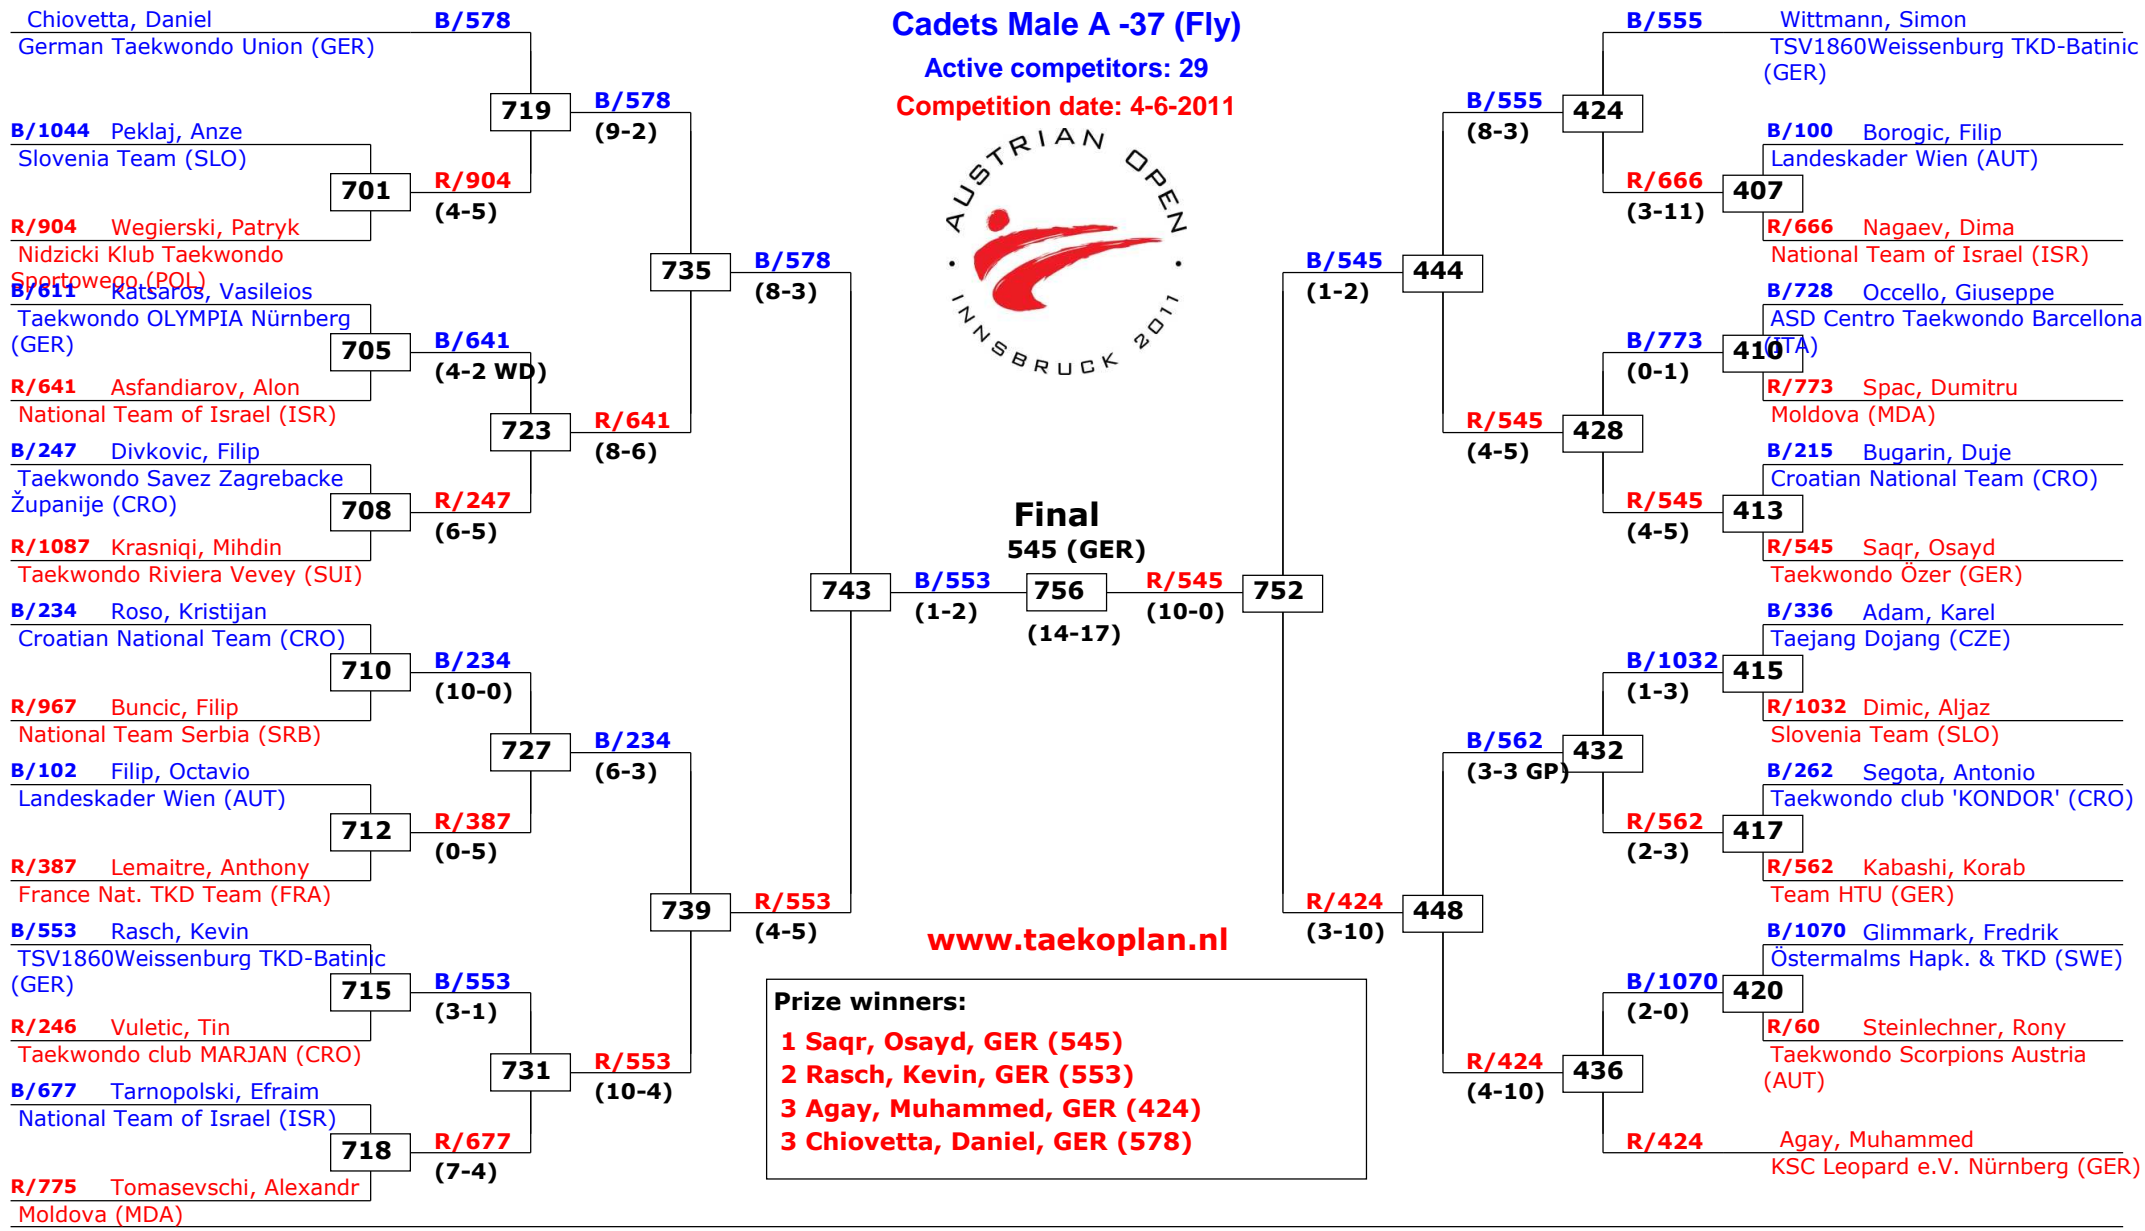 Cadets Male A -37 (Fly)
Active competitors: 29
Competition date: 4-6-2011
AUSTRIAN OPEN
INNSBRUCK 2011
Chiovetta, Daniel
B/578
German Taekwondo Union (GER)
719
B/578
(9-2)
B/1044 Peklaj, Anze
Slovenia Team (SLO)
701
R/904
(4-5)
R/904 Wegierski, Patryk
Nidzicki Klub Taekwondo
Sportowego (POL)
735
B/578
(8-3)
B/611 Katsaros, Vasileios
Taekwondo OLYMPIA Nürnberg
(GER)
705
B/641
(4-2 WD)
R/641 Asfandiarov, Alon
National Team of Israel (ISR)
723
R/641
(8-6)
B/247 Divkovic, Filip
Taekwondo Savez Zagrebacke
Županije (CRO)
708
R/247
(6-5)
R/1087 Krasniqi, Mihdin
Taekwondo Riviera Vevey (SUI)
743
B/553
(1-2)
B/234 Roso, Kristijan
Croatian National Team (CRO)
710
B/234
(10-0)
R/967 Buncic, Filip
National Team Serbia (SRB)
727
B/234
(6-3)
B/102 Filip, Octavio
Landeskader Wien (AUT)
712
R/387
(0-5)
R/387 Lemaitre, Anthony
France Nat. TKD Team (FRA)
739
R/553
(4-5)
B/553 Rasch, Kevin
TSV1860Weissenburg TKD-Batinic
(GER)
715
B/553
(3-1)
R/246 Vuletic, Tin
Taekwondo club MARJAN (CRO)
731
R/553
(10-4)
B/677 Tarnopolski, Efraim
National Team of Israel (ISR)
718
R/677
(7-4)
R/775 Tomasevschi, Alexandr
Moldova (MDA)
Final
545 (GER)
756
(14-17)
R/545
(10-0)
752
B/555
Wittmann, Simon
TSV1860Weissenburg TKD-Batinic
(GER)
B/555
(8-3)
424
B/100 Borogic, Filip
Landeskader Wien (AUT)
R/666
(3-11)
407
R/666 Nagaev, Dima
National Team of Israel (ISR)
B/545
(1-2)
444
B/728 Occello, Giuseppe
ASD Centro Taekwondo Barcellona
(ITA)
B/773
(0-1)
410
R/773 Spac, Dumitru
Moldova (MDA)
R/545
(4-5)
428
B/215 Bugarin, Duje
Croatian National Team (CRO)
R/545
(4-5)
413
R/545 Saqr, Osayd
Taekwondo Özer (GER)
B/336 Adam, Karel
Taejang Dojang (CZE)
B/1032
(1-3)
415
R/1032 Dimic, Aljaz
Slovenia Team (SLO)
B/562
(3-3 GP)
432
B/262 Segota, Antonio
Taekwondo club 'KONDOR' (CRO)
R/562
(2-3)
417
R/562 Kabashi, Korab
Team HTU (GER)
R/424
(3-10)
448
B/1070 Glimmark, Fredrik
Östermalms Hapk. & TKD (SWE)
B/1070
(2-0)
420
R/60 Steinlechner, Rony
Taekwondo Scorpions Austria
(AUT)
R/424
(4-10)
436
R/424
Agay, Muhammed
KSC Leopard e.V. Nürnberg (GER)
www.taekoplan.nl
Prize winners:
1 Saqr, Osayd, GER (545)
2 Rasch, Kevin, GER (553)
3 Agay, Muhammed, GER (424)
3 Chiovetta, Daniel, GER (578)